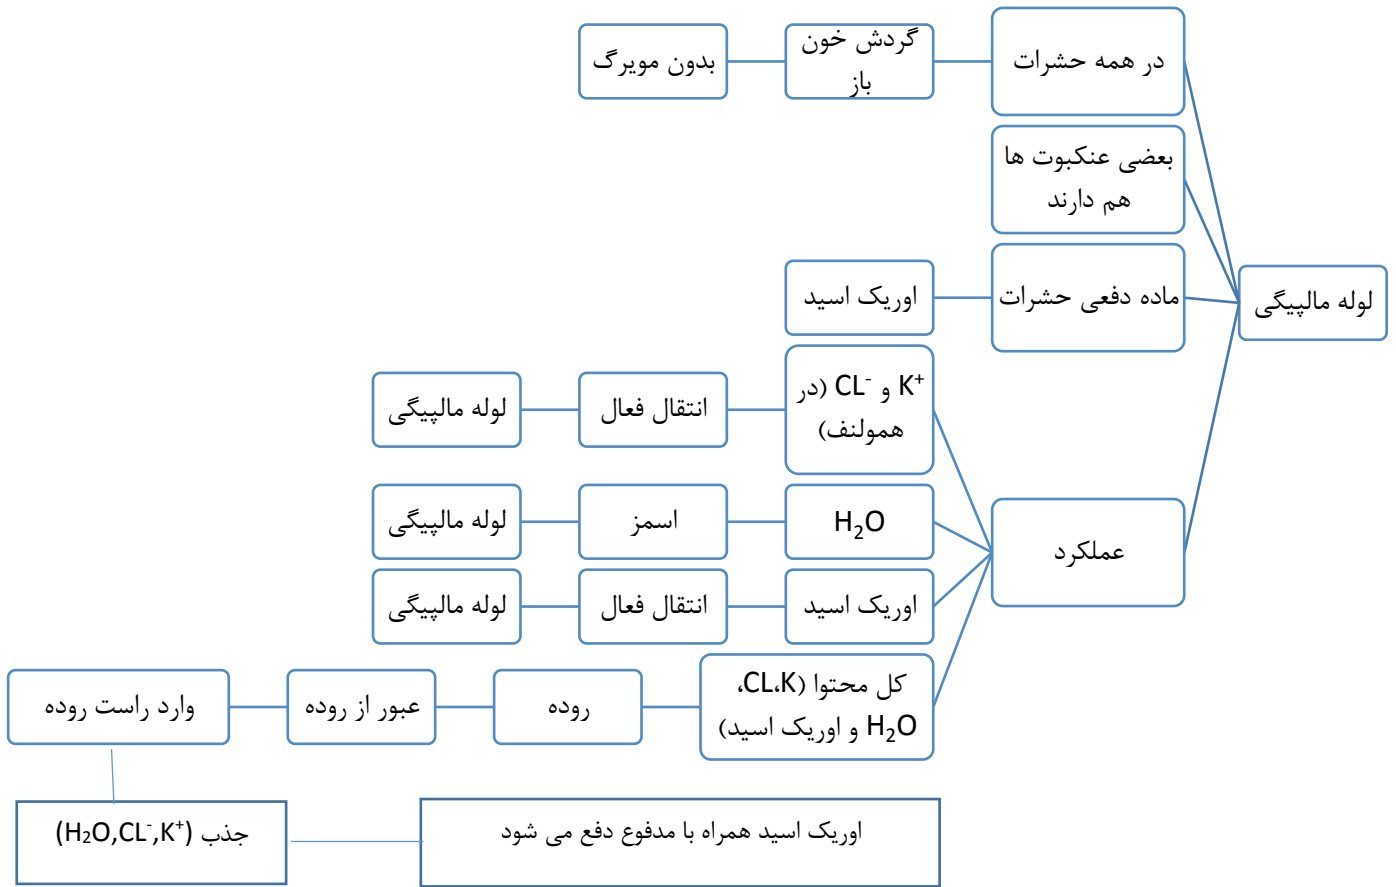 لوله مالپیگی
در همه حشرات
گردش خون
باز
بدون مویرگ
بعضی عنکبوت ها
هم دارند
ماده دفعی حشرات
اوریک اسید
عملکرد
K⁺ و CL⁻ (در
همولنف)
انتقال فعال
لوله مالپیگی
H₂O
اسمز
لوله مالپیگی
اوریک اسید
انتقال فعال
لوله مالپیگی
کل محتوا (CL،K،
H₂O و اوریک اسید)
روده
عبور از روده
وارد راست روده
جذب (H₂O,CL⁻,K⁺)
اوریک اسید همراه با مدفوع دفع می شود